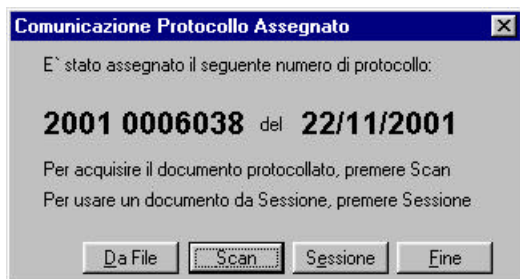 Comunicazione Protocollo Assegnato
E` stato assegnato il seguente numero di protocollo:
2001 0006038 del 22/11/2001
Per acquisire il documento protocollato, premere Scan
Per usare un documento da Sessione, premere Sessione
Da File Scan Sessione Fine